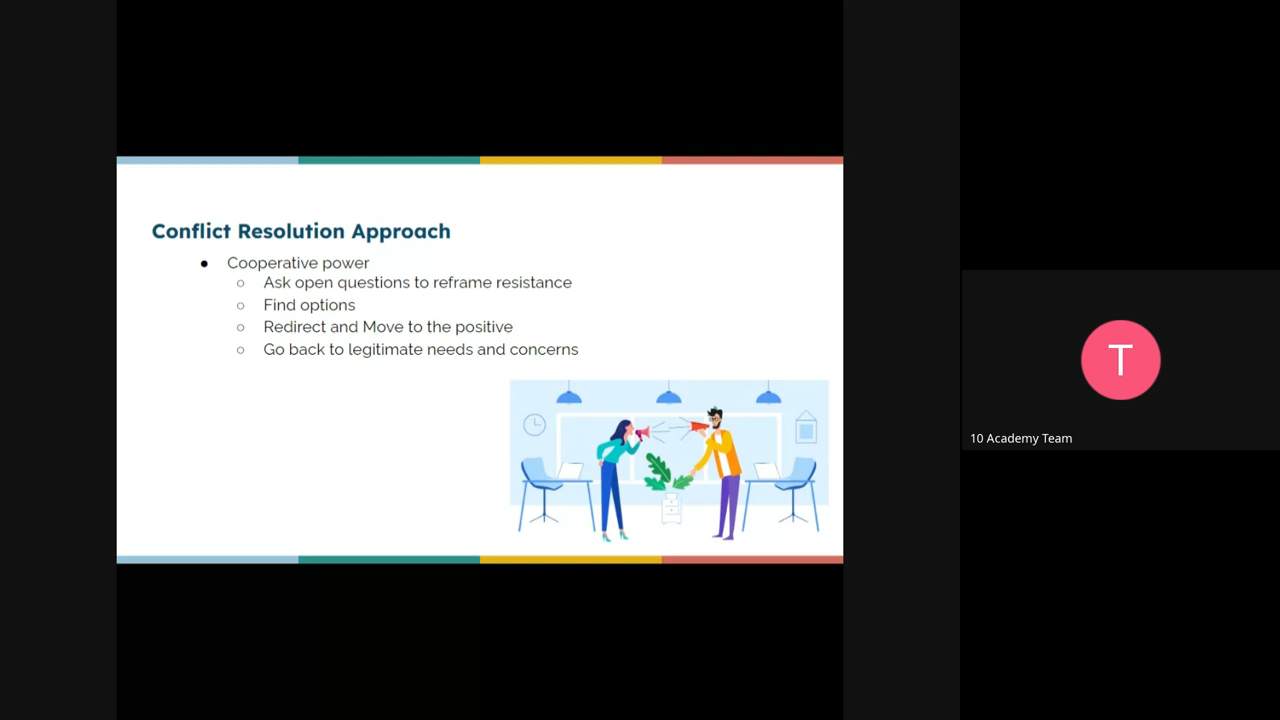 Conflict Resolution Approach
● Cooperative power
○ Ask open questions to reframe resistance
○ Find options
○ Redirect and Move to the positive
○ Go back to legitimate needs and concerns
T
10 Academy Team